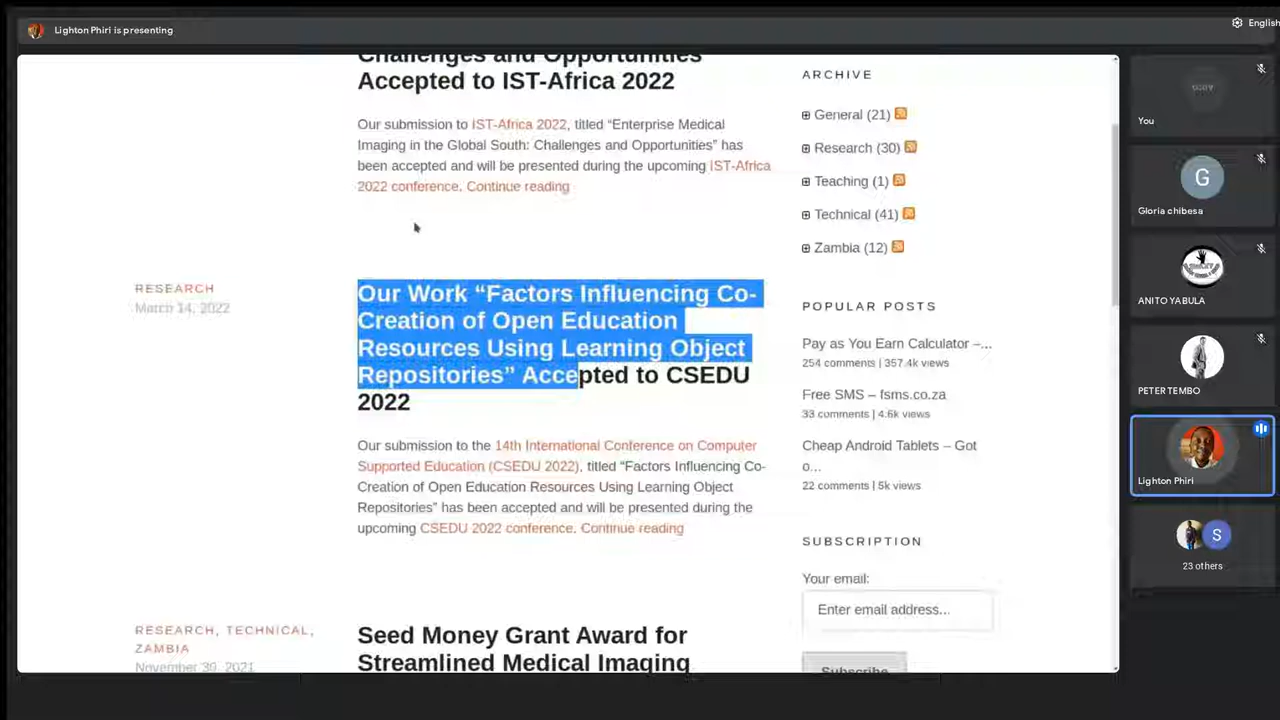 Lighton Phiri is presenting
English
Challenges and Opportunities
Accepted to IST-Africa 2022
Our submission to IST-Africa 2022, titled “Enterprise Medical
Imaging in the Global South: Challenges and Opportunities” has
been accepted and will be presented during the upcoming IST-Africa
2022 conference. Continue reading
RESEARCH
March 14, 2022
Our Work “Factors Influencing Co-
Creation of Open Education
Resources Using Learning Object
Repositories” Accepted to CSEDU
2022
Our submission to the 14th International Conference on Computer
Supported Education (CSEDU 2022), titled “Factors Influencing Co-
Creation of Open Education Resources Using Learning Object
Repositories” has been accepted and will be presented during the
upcoming CSEDU 2022 conference. Continue reading
RESEARCH, TECHNICAL,
ZAMBIA
November 30, 2021
Seed Money Grant Award for
Streamlined Medical Imaging
ARCHIVE
General (21)
Research (30)
Teaching (1)
Technical (41)
Zambia (12)
POPULAR POSTS
Pay as You Earn Calculator –...
254 comments | 357.4k views
Free SMS – fsms.co.za
33 comments | 4.6k views
Cheap Android Tablets – Got
o...
22 comments | 5k views
SUBSCRIPTION
Your email:
Enter email address...
Subscribe
You
G
Gloria chibesa
ANITO YABULA
PETER TEMBO
Lighton Phiri
S
23 others